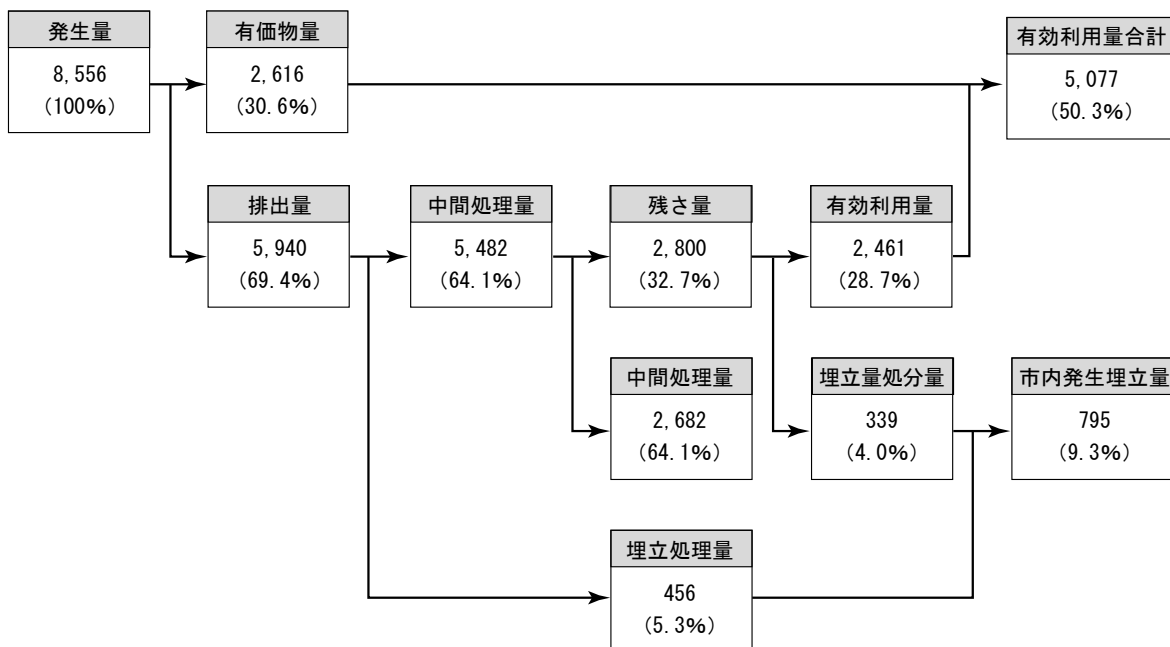 発生量
8,556
(100%)
有価物量
2,616
(30.6%)
有効利用量合計
5,077
(50.3%)
排出量
5,940
(69.4%)
中間処理量
5,482
(64.1%)
残さ量
2,800
(32.7%)
有効利用量
2,461
(28.7%)
中間処理量
2,682
(64.1%)
埋立量処分量
339
(4.0%)
市内発生埋立量
795
(9.3%)
埋立処理量
456
(5.3%)